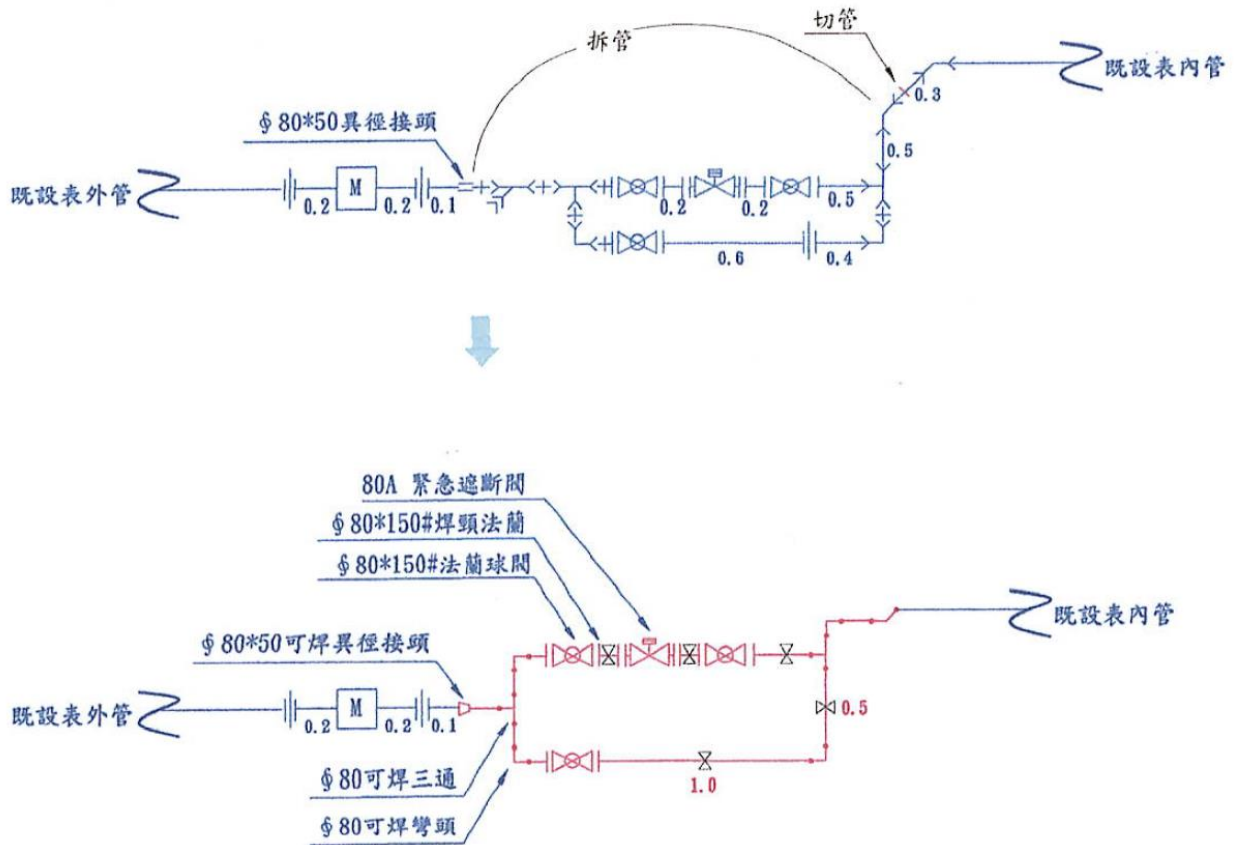 切管
拆管
既設表內管
0.3
∮80*50異徑接頭
0.5
既設表外管
M
0.2
0.2
0.1
0.2
0.2
0.5
0.6
0.4
80A 緊急遮斷閥
∮80*150#焊頸法蘭
∮80*150#法蘭球閥
既設表內管
∮80*50可焊異徑接頭
既設表外管
M
0.2
0.2
0.1
0.5
∮80可焊三通
1.0
∮80可焊彎頭